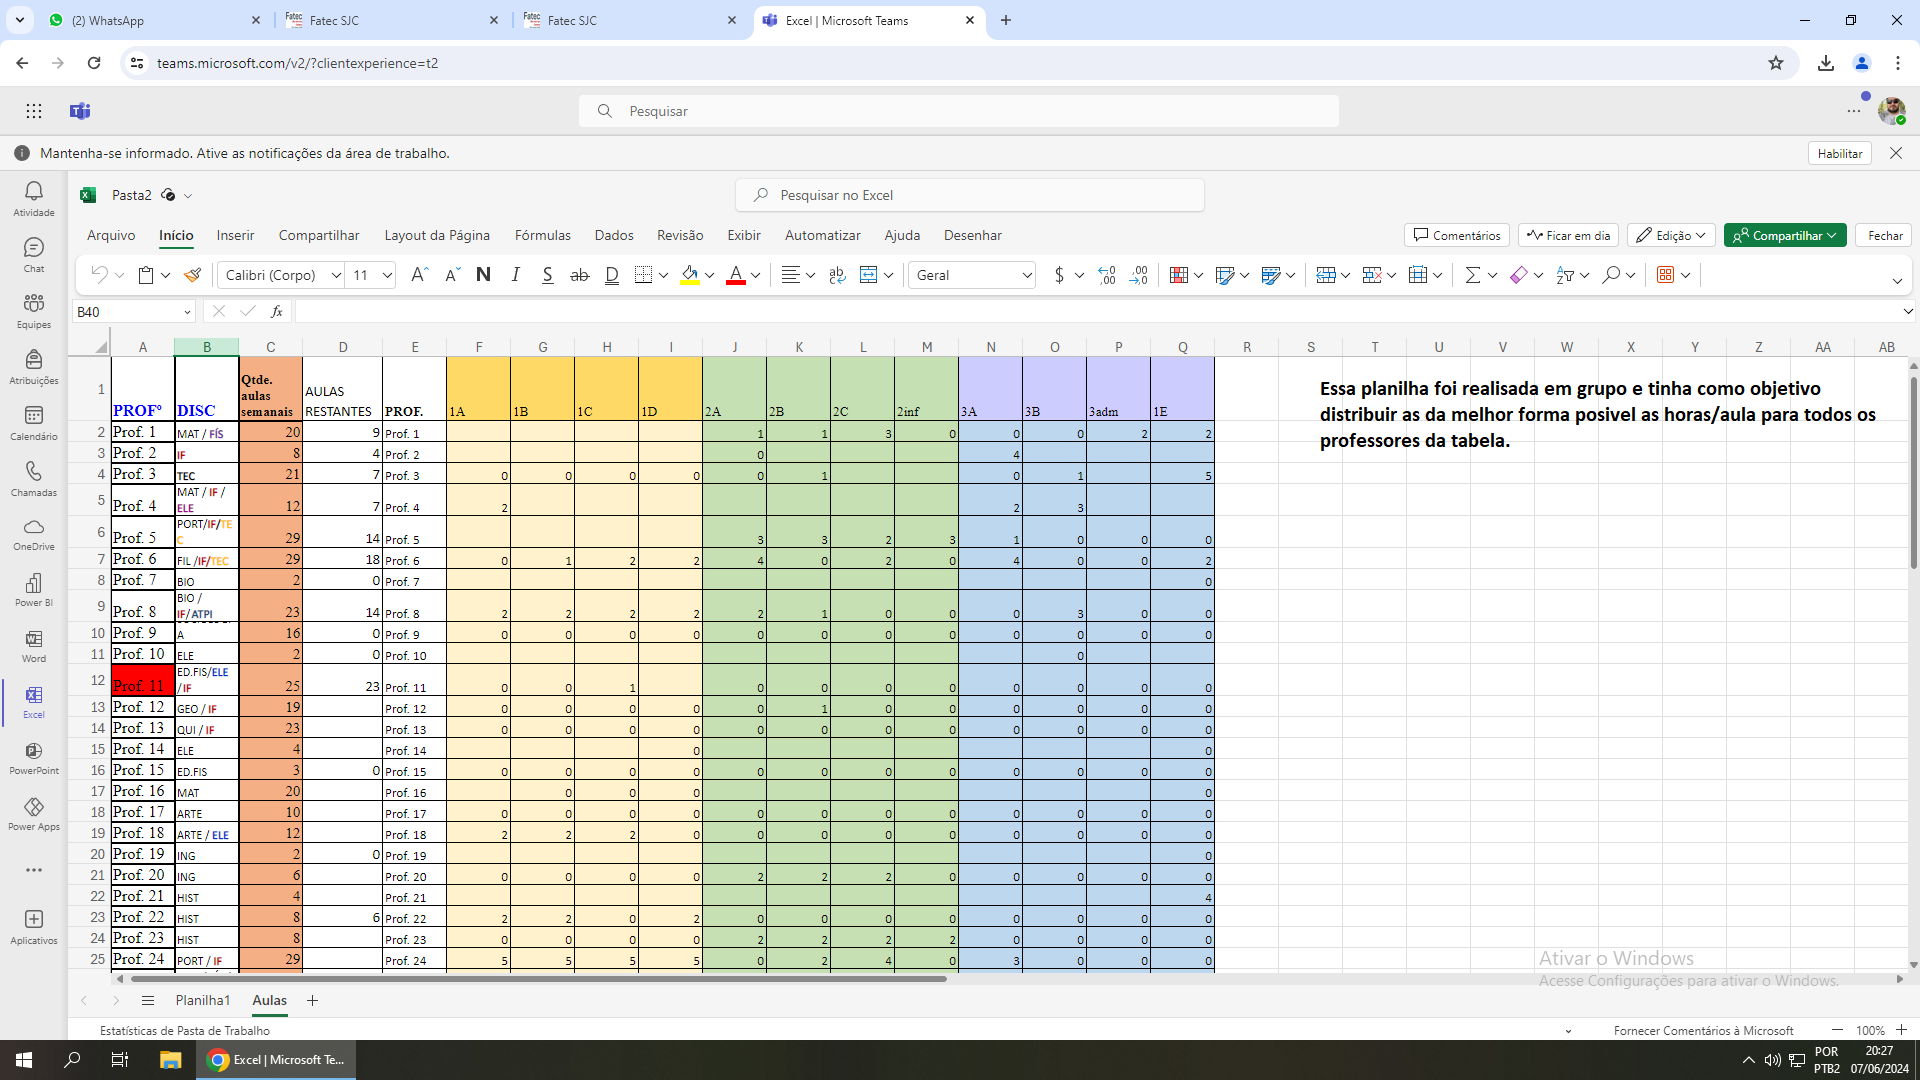 (2) WhatsApp
Fatec SJC
Fatec SJC
Excel | Microsoft Teams
teams.microsoft.com/v2/?clientexperience=t2
Pesquisar
Mantenha-se informado. Ative as notificações da área de trabalho.
Habilitar
Atividade
Chat
Equipes
Atribuições
Calendário
Chamadas
OneDrive
Power BI
Word
Excel
PowerPoint
Power Apps
Aplicativos
Pasta2
Pesquisar no Excel
Arquivo Início Inserir Compartilhar Layout da Página Fórmulas Dados Revisão Exibir Automatizar Ajuda Desenhar
Comentários Ficar em dia Edição Compartilhar Fechar
Calibri (Corpo) 11 N I S ab D A ab Geral $
B40 fx
A B C D E F G H I J K L M N O P Q R S T U V W X Y Z AA AB
1 PROFº DISC Qtde. aulas semanais AULAS RESTANTES PROF. 1A 1B 1C 1D 2A 2B 2C 2inf 3A 3B 3adm 1E
2 Prof. 1 MAT / FÍS 20 9 Prof. 1 1 1 3 0 0 0 2 2
3 Prof. 2 IF 8 4 Prof. 2 0 4
4 Prof. 3 TEC 21 7 Prof. 3 0 0 0 0 0 1 0 1 5
5 Prof. 4 MAT / IF / ELE 12 7 Prof. 4 2 2 3
6 Prof. 5 PORT/IF/TEC 29 14 Prof. 5 3 3 2 3 1 0 0 0
7 Prof. 6 FIL /IF/TEC 29 18 Prof. 6 0 1 2 2 4 0 2 0 4 0 0 2
8 Prof. 7 BIO 2 0 Prof. 7 0
9 Prof. 8 BIO / IF/ATPI 23 14 Prof. 8 2 2 2 2 2 1 0 0 0 3 0 0
10 Prof. 9 A 16 0 Prof. 9 0 0 0 0 0 0 0 0 0 0 0 0
11 Prof. 10 ELE 2 0 Prof. 10 0
12 Prof. 11 ED.FIS/ELE / IF 25 23 Prof. 11 0 0 1 0 0 0 0 0 0 0 0
13 Prof. 12 GEO / IF 19 Prof. 12 0 0 0 0 0 1 0 0 0 0 0 0
14 Prof. 13 QUI / IF 23 Prof. 13 0 0 0 0 0 0 0 0 0 0 0 0
15 Prof. 14 ELE 4 Prof. 14 0 0
16 Prof. 15 ED.FIS 3 0 Prof. 15 0 0 0 0 0 0 0 0 0 0 0 0
17 Prof. 16 MAT 20 Prof. 16 0 0 0 0
18 Prof. 17 ARTE 10 Prof. 17 0 0 0 0 0 0 0 0 0 0 0 0
19 Prof. 18 ARTE / ELE 12 Prof. 18 2 2 2 0 0 0 0 0 0 0 0 0
20 Prof. 19 ING 2 0 Prof. 19 0
21 Prof. 20 ING 6 Prof. 20 0 0 0 0 2 2 2 0 0 0 0 0
22 Prof. 21 HIST 4 Prof. 21 4
23 Prof. 22 HIST 8 6 Prof. 22 2 2 0 2 0 0 0 0 0 0 0 0
24 Prof. 23 HIST 8 Prof. 23 0 0 0 0 2 2 2 2 0 0 0 0
25 Prof. 24 PORT / IF 29 Prof. 24 5 5 5 5 0 2 4 0 3 0 0 0
Essa planilha foi realisada em grupo e tinha como objetivo
distribuir as da melhor forma posivel as horas/aula para todos os
professores da tabela.
Ativar o Windows
Acesse Configurações para ativar o Windows.
Planilha1 Aulas
Estatísticas de Pasta de Trabalho
Fornecer Comentários à Microsoft 100%
Excel | Microsoft Te...
POR
PTB2
20:27
07/06/2024